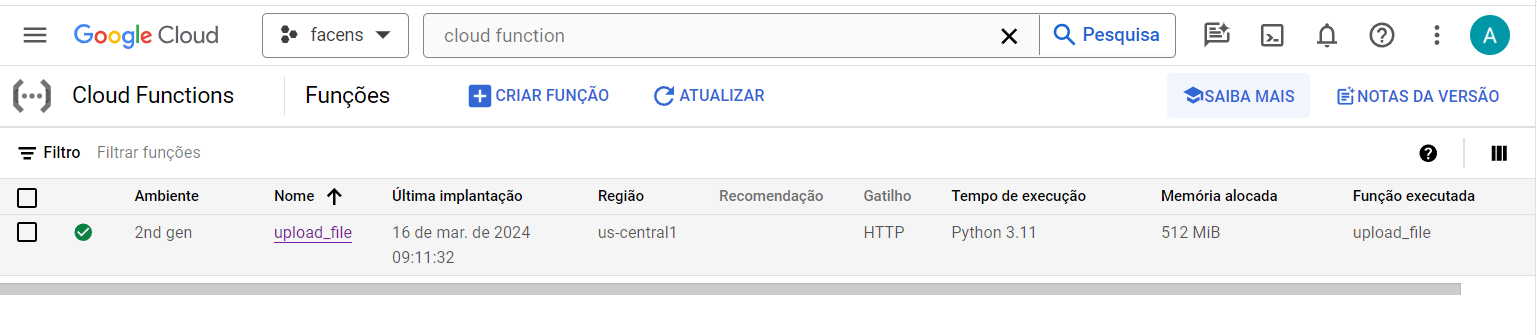 Google Cloud facens cloud function Pesquisa A
Cloud Functions Funções CRIAR FUNÇÃO ATUALIZAR SAIBA MAIS NOTAS DA VERSÃO
Filtro Filtrar funções
Ambiente Nome Última implantação Região Recomendação Gatilho Tempo de execução Memória alocada Função executada
2nd gen upload_file 16 de mar. de 2024 us-central1 HTTP Python 3.11 512 MiB upload_file
09:11:32